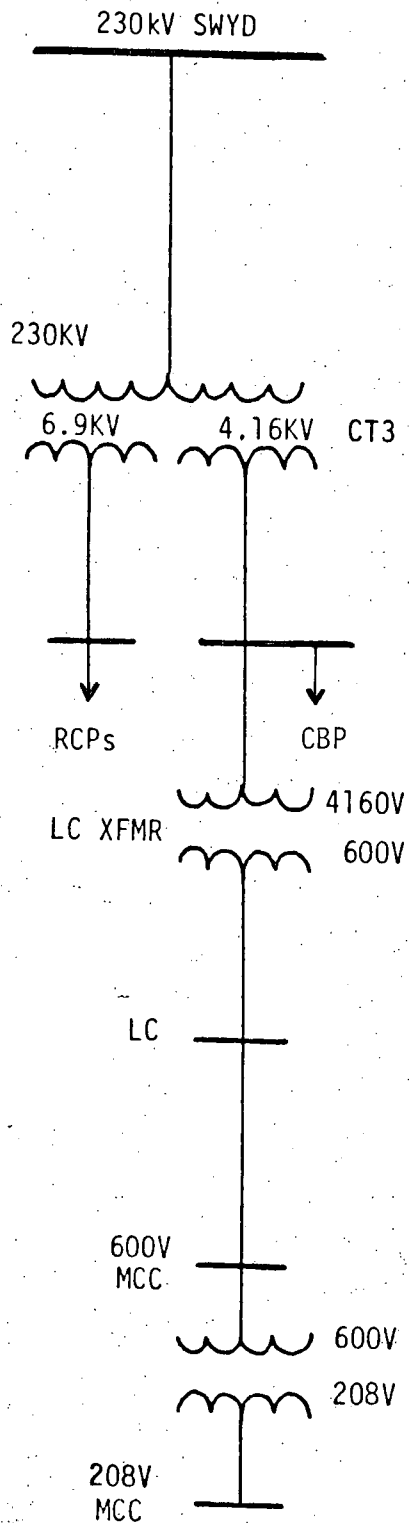 230kV SWYD
230KV
6.9KV 4.16KV CT3
RCPs CBP
4160V
LC XFMR
600V
LC
600V
MCC
600V
208V
208V
MCC